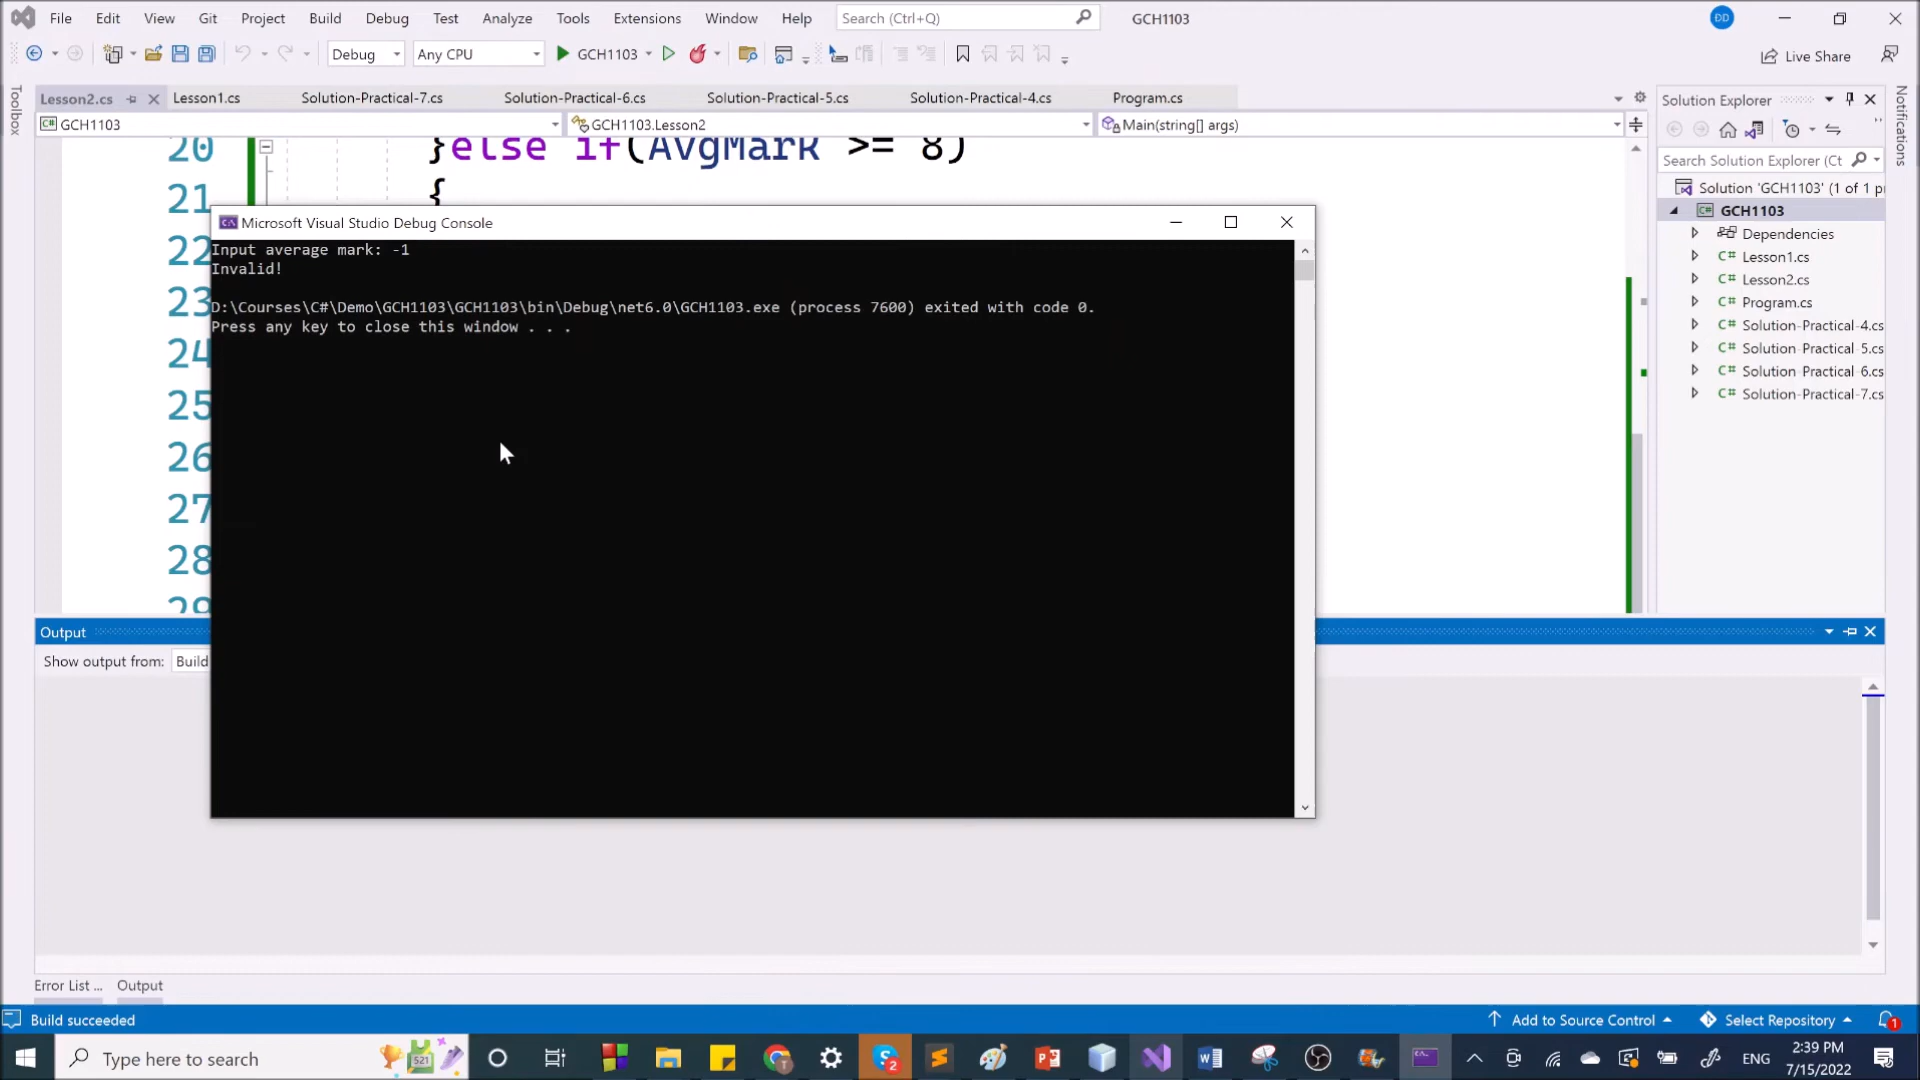 File Edit View Git Project Build Debug Test Analyze Tools Extensions Window Help Search (Ctrl+Q) GCH1103 ĐD
Debug Any CPU GCH1103 Live Share
Toolbox
Lesson2.cs Lesson1.cs Solution-Practical-7.cs Solution-Practical-6.cs Solution-Practical-5.cs Solution-Practical-4.cs Program.cs
GCH1103 GCH1103.Lesson2 Main(string[] args)
20 }else if(AvgMark >= 8)
21 {
22
23
24
25
26
27
28
29
Microsoft Visual Studio Debug Console
Input average mark: -1
Invalid!
D:\Courses\C#\Demo\GCH1103\GCH1103\bin\Debug\net6.0\GCH1103.exe (process 7600) exited with code 0.
Press any key to close this window . . .
Solution Explorer
Search Solution Explorer (Ct
Solution 'GCH1103' (1 of 1 pr
GCH1103
Dependencies
C# Lesson1.cs
C# Lesson2.cs
C# Program.cs
C# Solution-Practical-4.cs
C# Solution-Practical-5.cs
C# Solution-Practical-6.cs
C# Solution-Practical-7.cs
Notifications
Output
Show output from: Build
Error List ... Output
Build succeeded Add to Source Control Select Repository 1
Type here to search 521 2 ENG 2:39 PM
7/15/2022